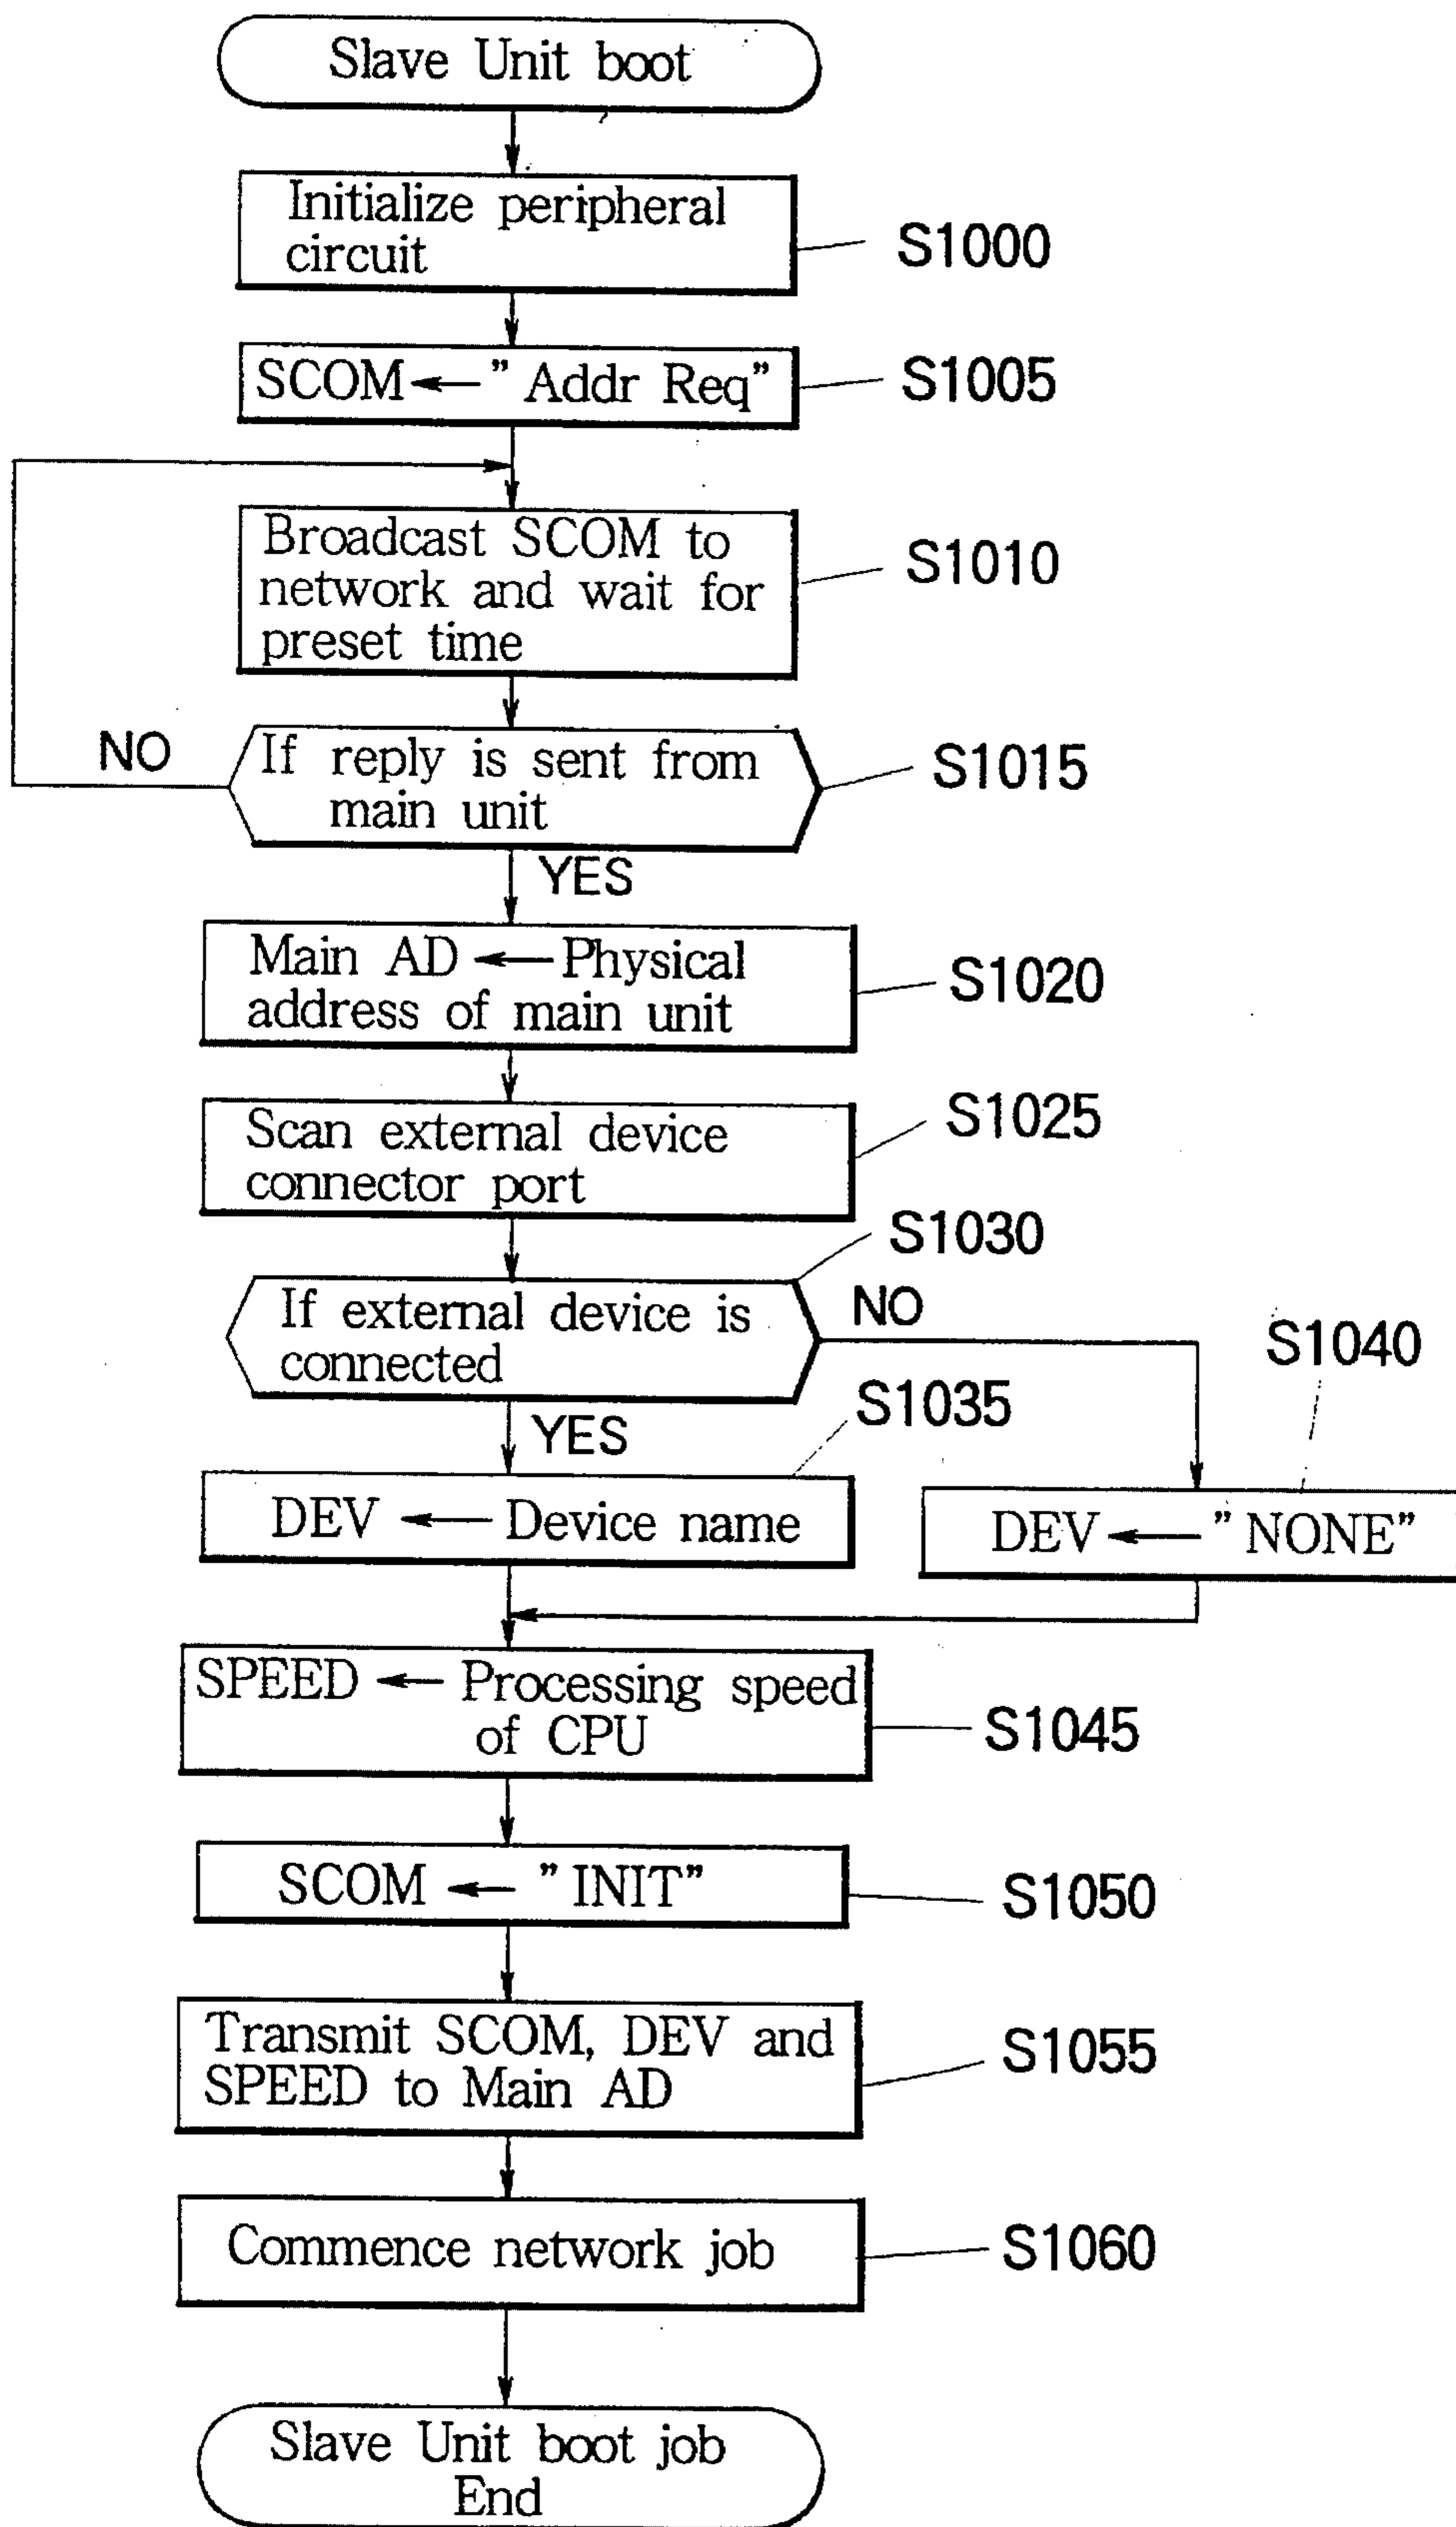 Slave Unit boot
Initialize peripheral
circuit
S1000
SCOM ← " Addr Req"
S1005
Broadcast SCOM to
network and wait for
preset time
S1010
NO
If reply is sent from
main unit
S1015
YES
Main AD ← Physical
address of main unit
S1020
Scan external device
connector port
S1025
S1030
If external device is
connected
NO
S1040
S1035
YES
DEV ← Device name
DEV ← "NONE"
SPEED ← Processing speed
of CPU
S1045
SCOM ← "INIT"
S1050
Transmit SCOM, DEV and
SPEED to Main AD
S1055
Commence network job
S1060
Slave Unit boot job
End